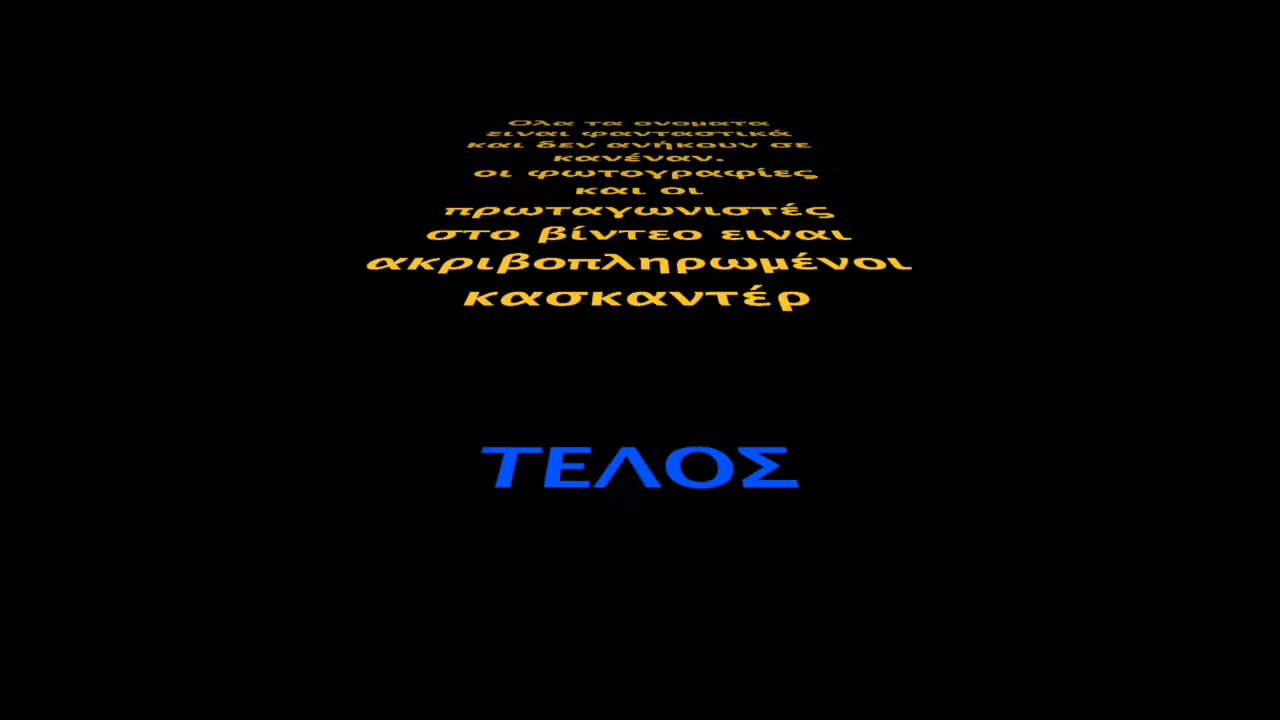 Ολα τα ονοματα
ειναι φανταστικά
και δεν ανήκουν σε
κανέναν.
οι φωτογραφίες
και οι
πρωταγωνιστές
στο βίντεο ειναι
ακριβοπληρωμένοι
κασκαντέρ
ΤΕΛΟΣ